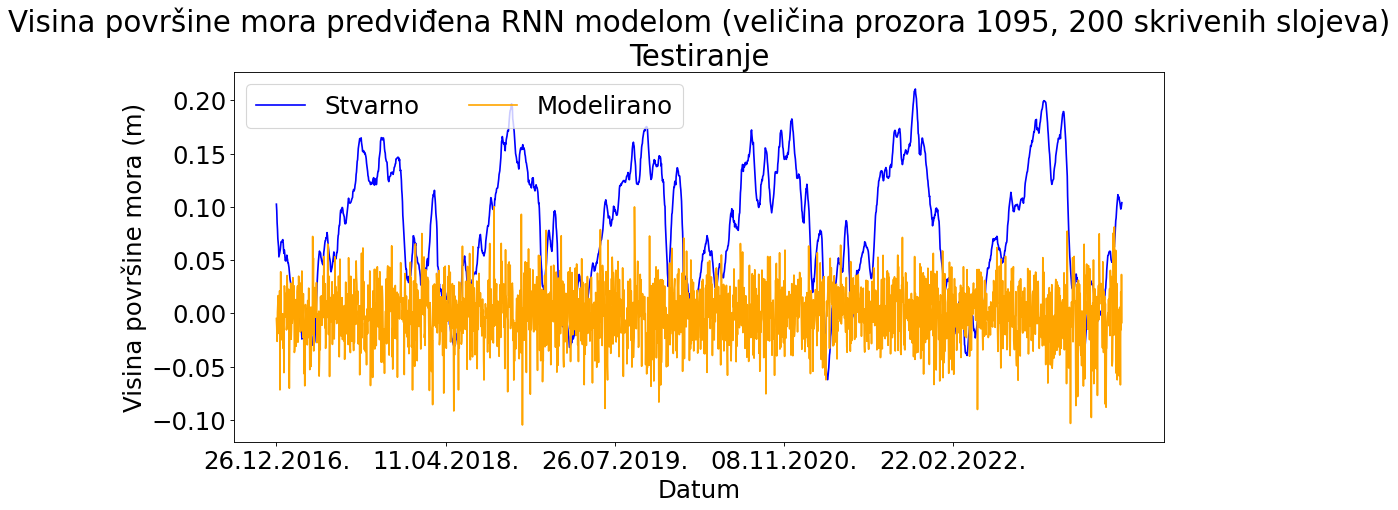 Visina površine mora predviđena RNN modelom (veličina prozora 1095, 200 skrivenih slojeva)
Testiranje
Stvarno
Modelirano
Visina površine mora (m)
0.20
0.15
0.10
0.05
0.00
−0.05
−0.10
26.12.2016.
11.04.2018.
26.07.2019.
08.11.2020.
22.02.2022.
Datum